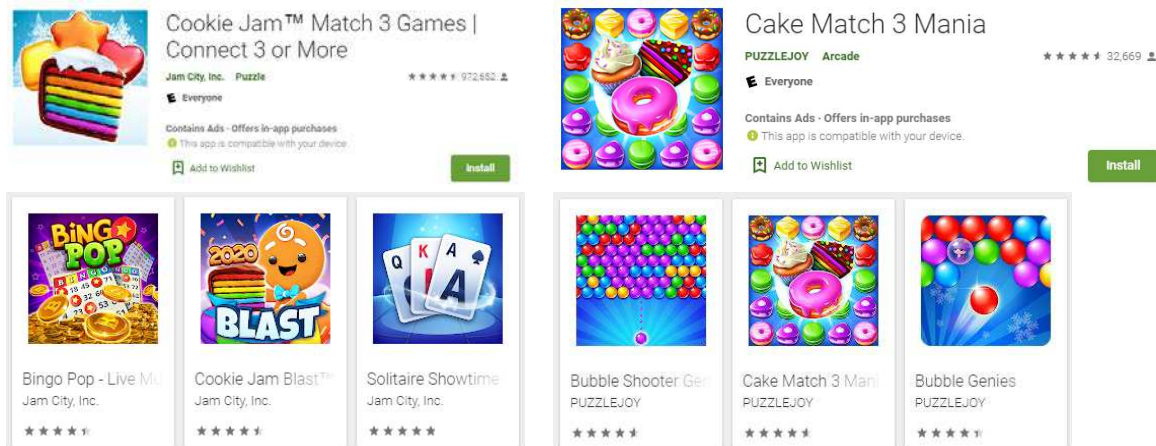 Cookie Jam™ Match 3 Games |
Connect 3 or More
Jam City, Inc. Puzzle
972,652
E Everyone
Contains Ads · Offers in-app purchases
This app is compatible with your device.
Add to Wishlist
Install
BINGO
POP
BINGO
Bingo Pop - Live Mu
Jam City, Inc.
2020
BLAST
Cookie Jam Blast™
Jam City, Inc.
Q K A
A
Solitaire Showtime
Jam City, Inc.
Cake Match 3 Mania
PUZZLEJOY Arcade
32,669
E Everyone
Contains Ads · Offers in-app purchases
This app is compatible with your device.
Add to Wishlist
Install
Bubble Shooter Gen
PUZZLEJOY
Cake Match 3 Mani
PUZZLEJOY
Bubble Genies
PUZZLEJOY